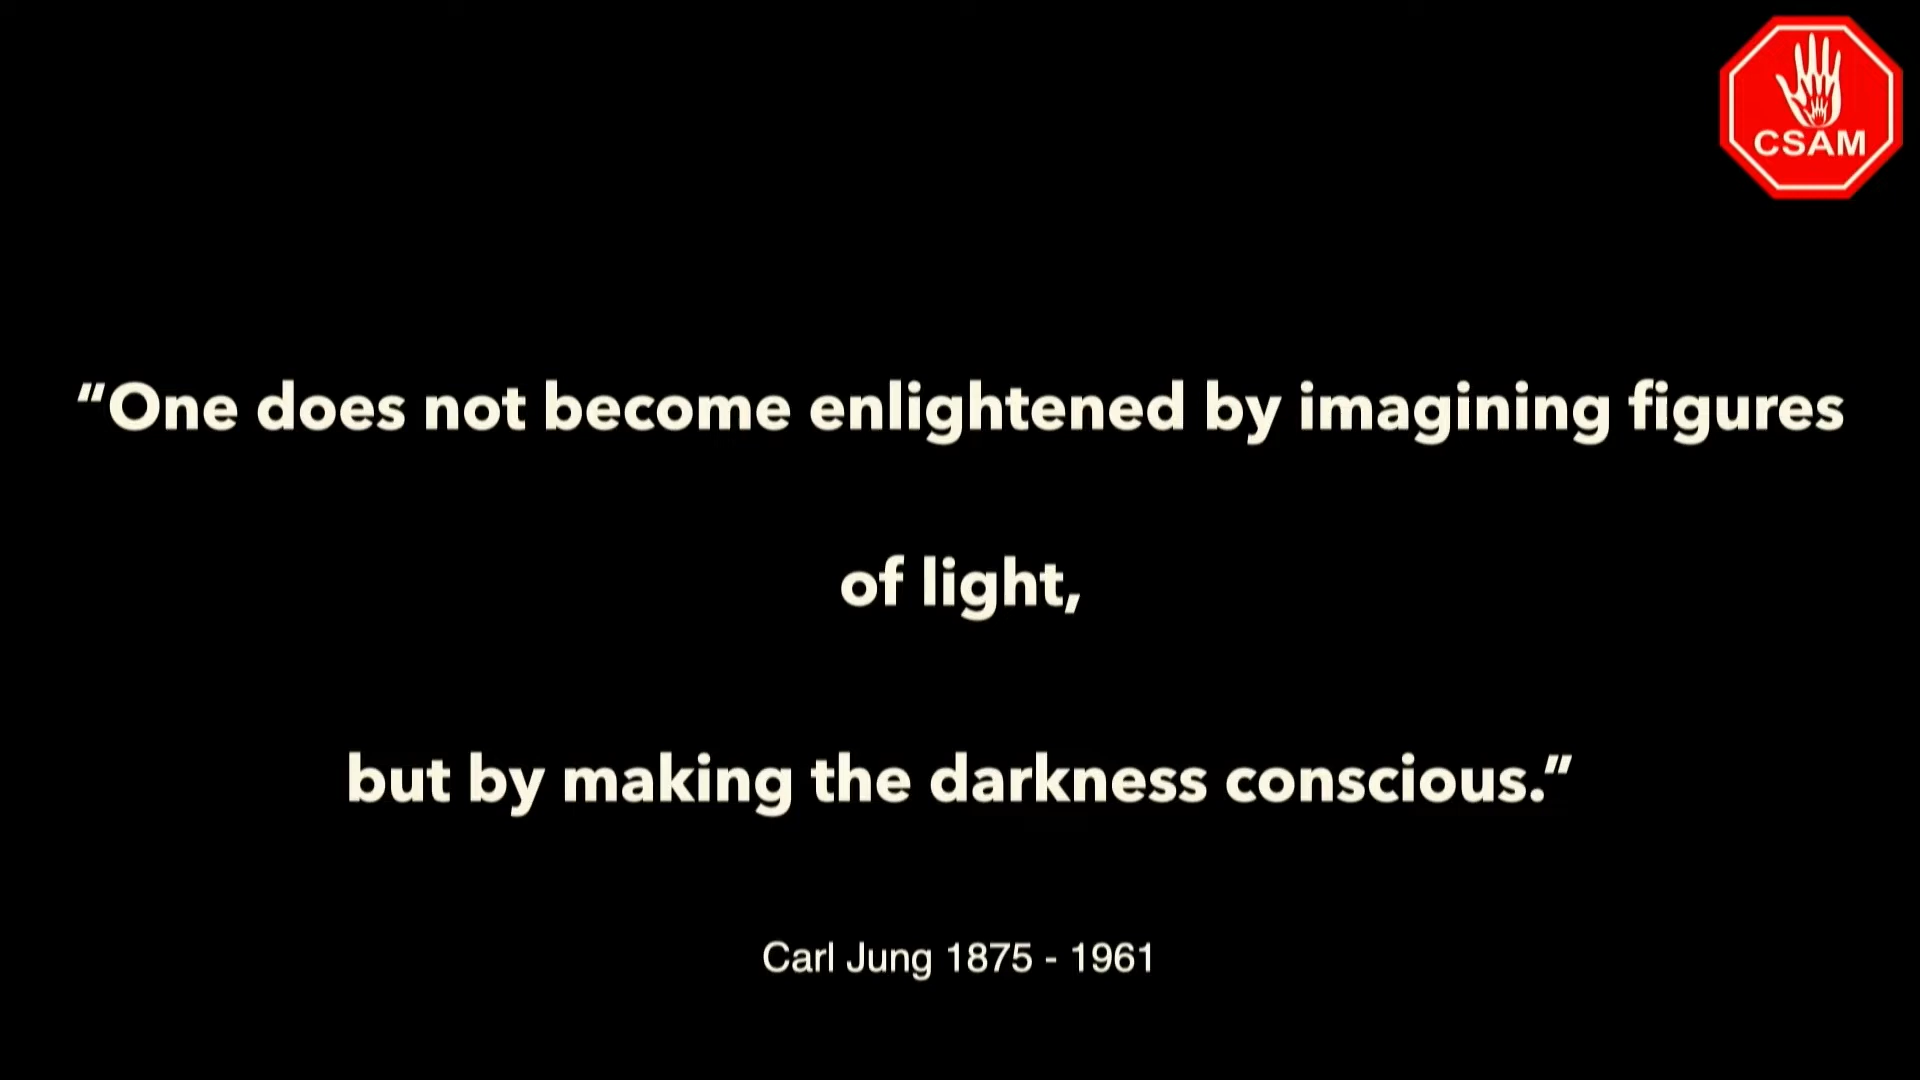 CSAM
“One does not become enlightened by imagining figures
of light,
but by making the darkness conscious.”
Carl Jung 1875 - 1961